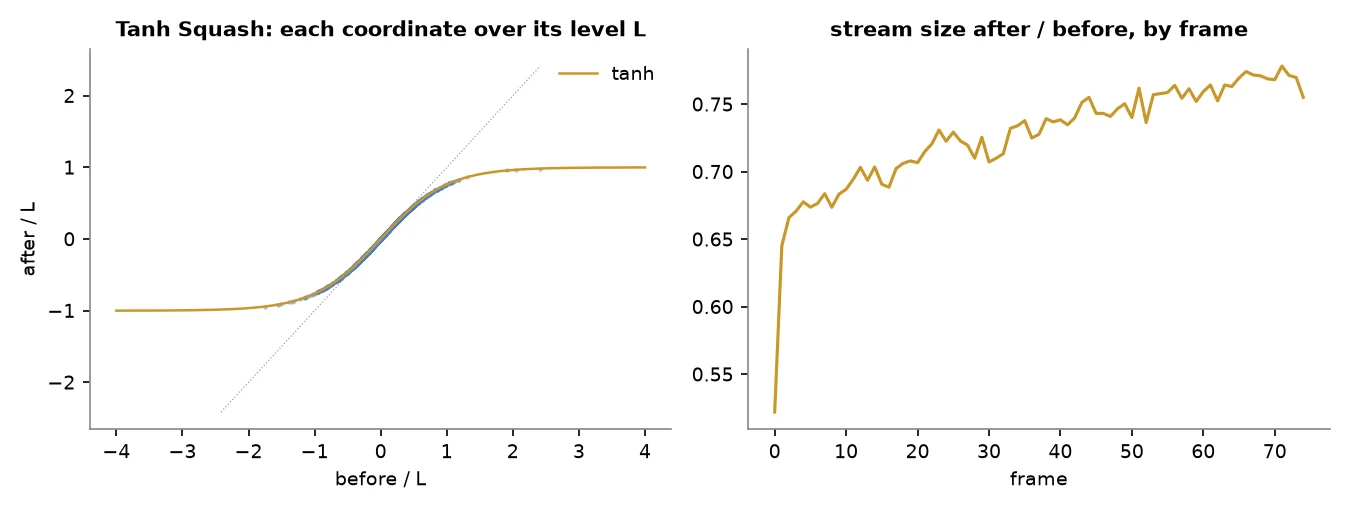 Tanh Squash: each coordinate over its level L
tanh
after / L
2
1
0
−1
−2
−4 −3 −2 −1 0 1 2 3 4
before / L
stream size after / before, by frame
0.75
0.70
0.65
0.60
0.55
0 10 20 30 40 50 60 70
frame